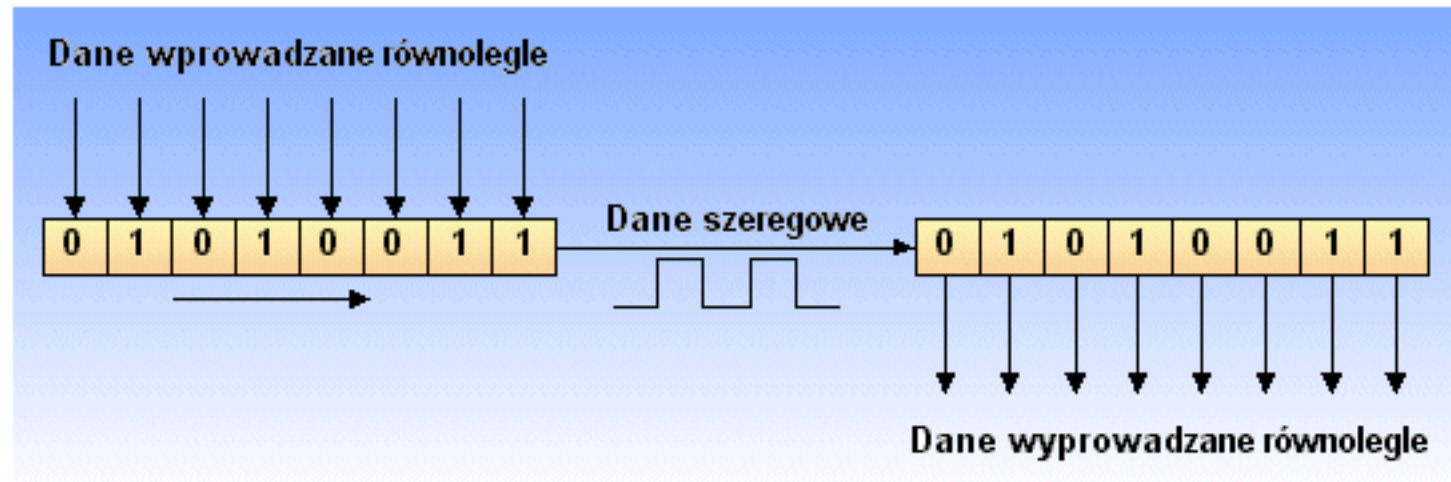 Dane wprowadzane równolegle
0 1 0 1 0 0 1 1
Dane szeregowe
0 1 0 1 0 0 1 1
Dane wyprowadzane równolegle